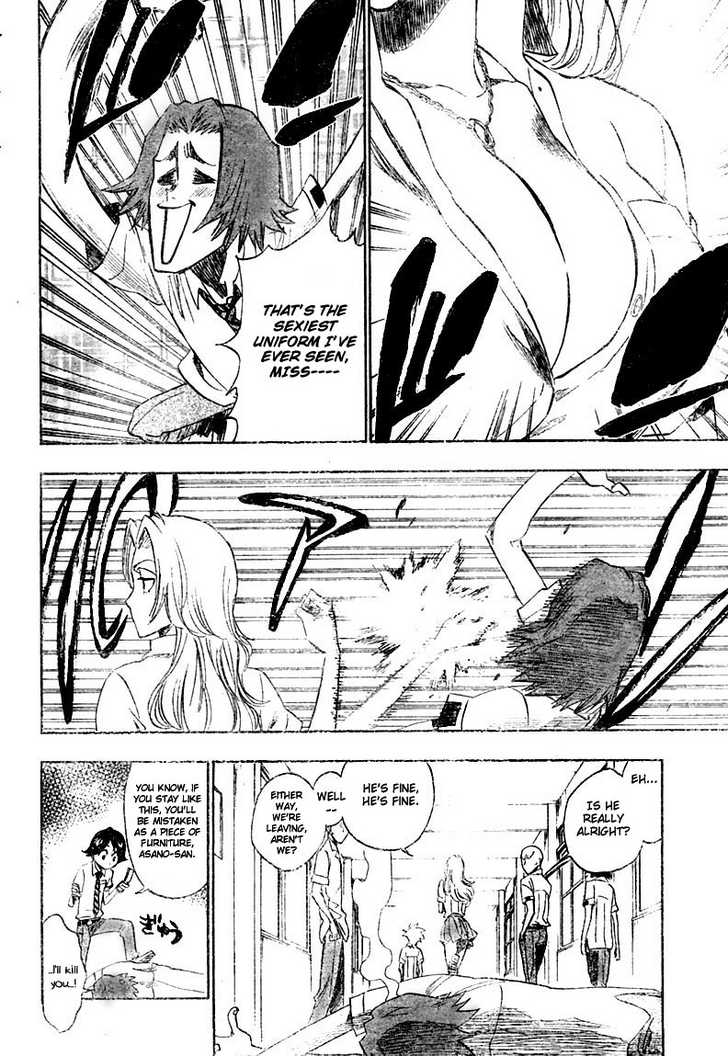 THAT'S THE
SEXIEST
UNIFORM I'VE
EVER SEEN,
MISS----
EH...
IS HE
REALLY
ALRIGHT?
HE'S FINE,
HE'S FINE.
WELL
--
EITHER
WAY,
WE'RE
LEAVING,
AREN'T
WE?
YOU KNOW, IF
YOU STAY LIKE
THIS, YOU'LL
BE MISTAKEN
AS A PIECE OF
FURNITURE,
ASANO-SAN.
ぎゅう
..I'll kill
you..!